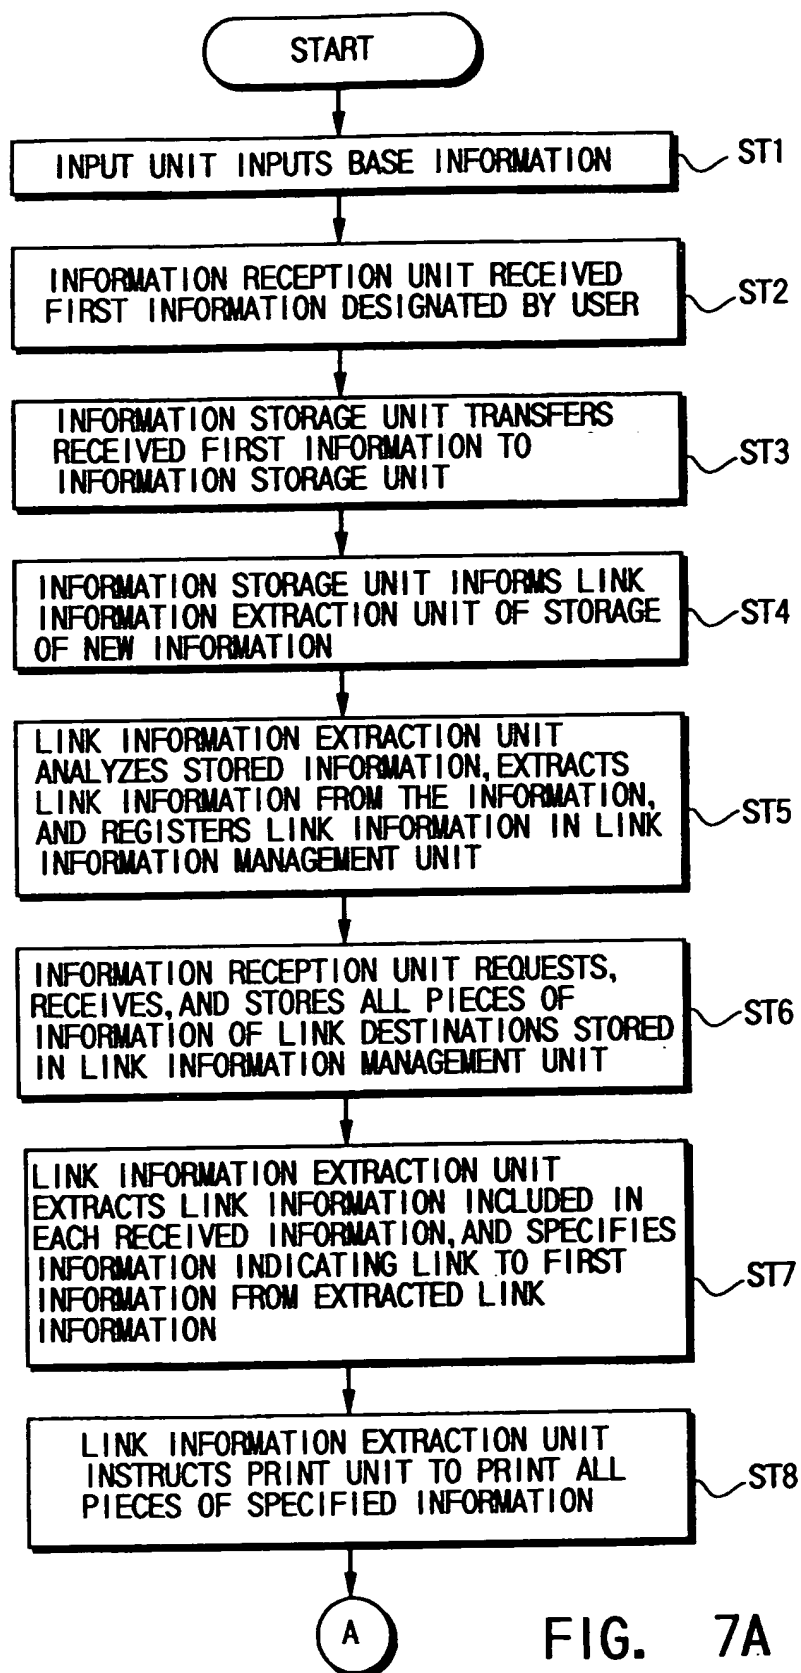 START
INPUT UNIT INPUTS BASE INFORMATION
ST1
INFORMATION RECEPTION UNIT RECEIVED
FIRST INFORMATION DESIGNATED BY USER
ST2
INFORMATION STORAGE UNIT TRANSFERS
RECEIVED FIRST INFORMATION TO
INFORMATION STORAGE UNIT
ST3
INFORMATION STORAGE UNIT INFORMS LINK
INFORMATION EXTRACTION UNIT OF STORAGE
OF NEW INFORMATION
ST4
LINK INFORMATION EXTRACTION UNIT
ANALYZES STORED INFORMATION, EXTRACTS
LINK INFORMATION FROM THE INFORMATION,
AND REGISTERS LINK INFORMATION IN LINK
INFORMATION MANAGEMENT UNIT
ST5
INFORMATION RECEPTION UNIT REQUESTS,
RECEIVES, AND STORES ALL PIECES OF
INFORMATION OF LINK DESTINATIONS STORED
IN LINK INFORMATION MANAGEMENT UNIT
ST6
LINK INFORMATION EXTRACTION UNIT
EXTRACTS LINK INFORMATION INCLUDED IN
EACH RECEIVED INFORMATION, AND SPECIFIES
INFORMATION INDICATING LINK TO FIRST
INFORMATION FROM EXTRACTED LINK
INFORMATION
ST7
LINK INFORMATION EXTRACTION UNIT
INSTRUCTS PRINT UNIT TO PRINT ALL
PIECES OF SPECIFIED INFORMATION
ST8
A
FIG. 7A